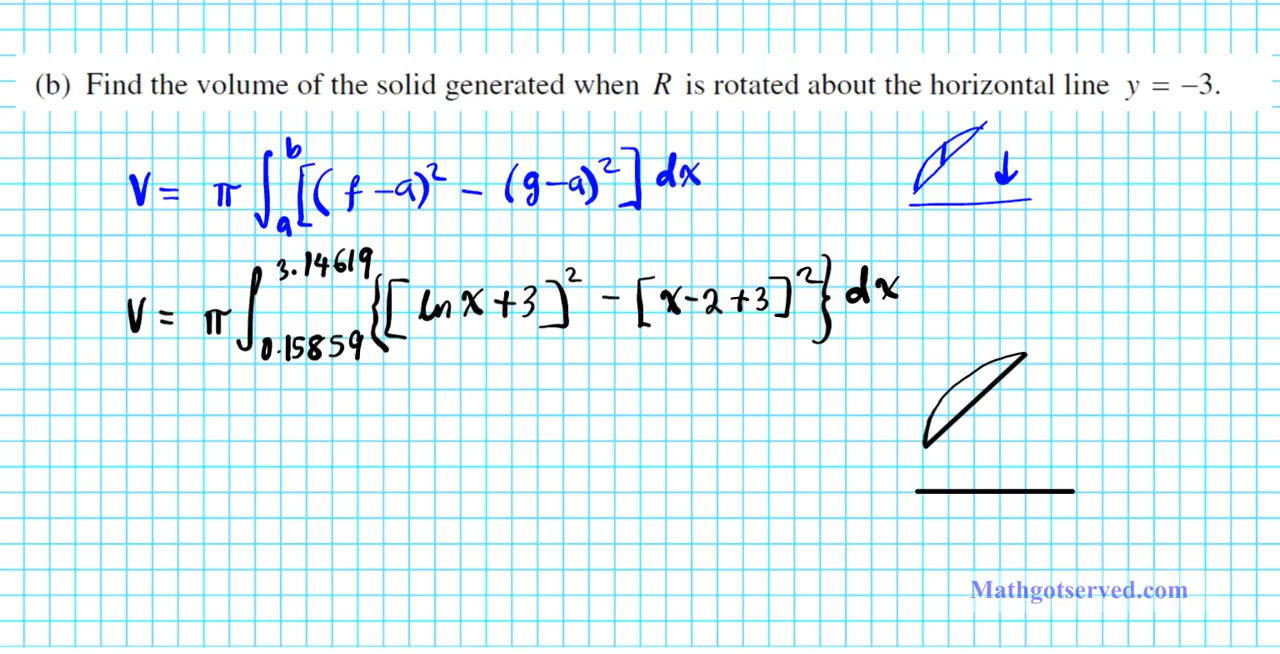 (b) Find the volume of the solid generated when R is rotated about the horizontal line y = −3.
V = π ∫_a^b [(f − a)² − (g − a)²] dx
V = π ∫_{0.15859}^{3.14619} {[ln x + 3]² − [x − 2 + 3]²} dx
Mathgotserved.com